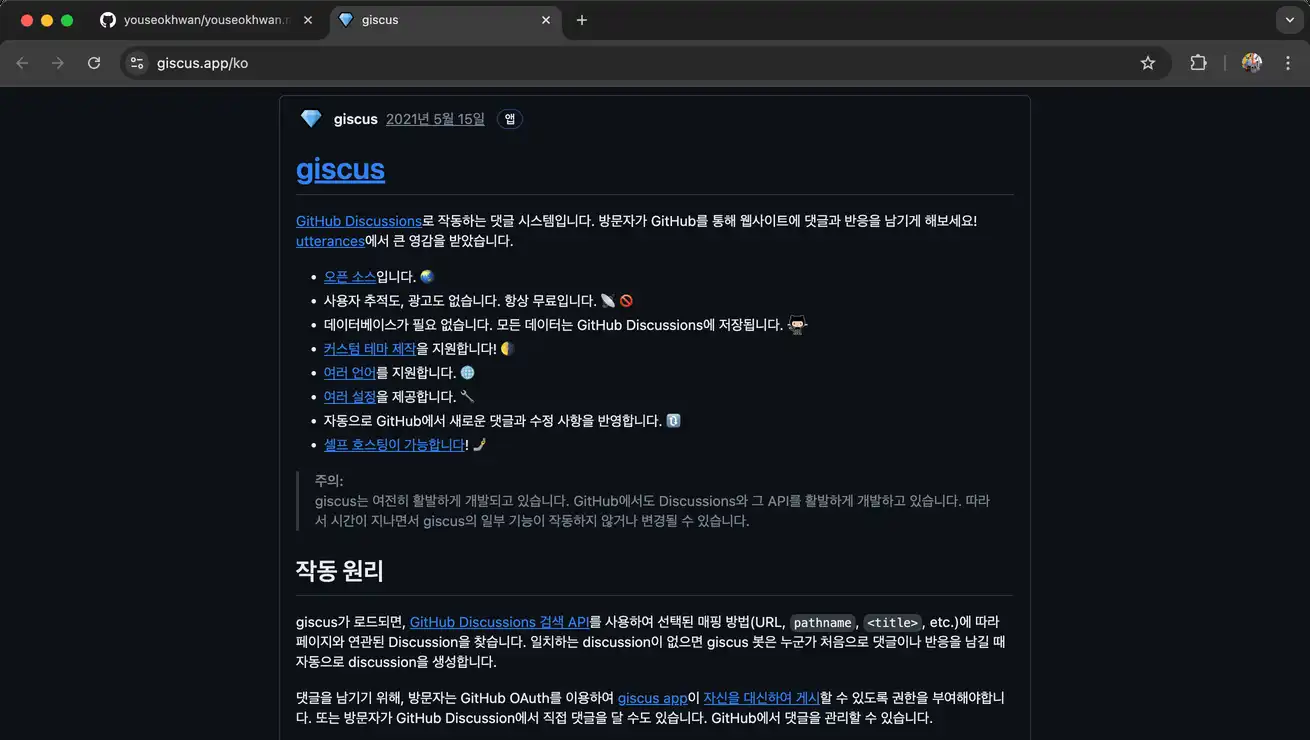 youseokhwan/youseokhwan.
giscus
giscus.app/ko
giscus 2021년 5월 15일 앱
giscus
GitHub Discussions로 작동하는 댓글 시스템입니다. 방문자가 GitHub를 통해 웹사이트에 댓글과 반응을 남기게 해보세요!
utterances에서 큰 영감을 받았습니다.
• 오픈 소스입니다. 🌏
• 사용자 추적도, 광고도 없습니다. 항상 무료입니다. 📡 🚫
• 데이터베이스가 필요 없습니다. 모든 데이터는 GitHub Discussions에 저장됩니다.
• 커스텀 테마 제작을 지원합니다! 🌗
• 여러 언어를 지원합니다. 🌐
• 여러 설정을 제공합니다. 🔧
• 자동으로 GitHub에서 새로운 댓글과 수정 사항을 반영합니다. 🔃
• 셀프 호스팅이 가능합니다! 🤳
주의:
giscus는 여전히 활발하게 개발되고 있습니다. GitHub에서도 Discussions와 그 API를 활발하게 개발하고 있습니다. 따라
서 시간이 지나면서 giscus의 일부 기능이 작동하지 않거나 변경될 수 있습니다.
작동 원리
giscus가 로드되면, GitHub Discussions 검색 API를 사용하여 선택된 매핑 방법(URL, pathname, <title>, etc.)에 따라
페이지와 연관된 Discussion을 찾습니다. 일치하는 discussion이 없으면 giscus 봇은 누군가 처음으로 댓글이나 반응을 남길 때
자동으로 discussion을 생성합니다.
댓글을 남기기 위해, 방문자는 GitHub OAuth를 이용하여 giscus app이 자신을 대신하여 게시할 수 있도록 권한을 부여해야합니
다. 또는 방문자가 GitHub Discussion에서 직접 댓글을 달 수도 있습니다. GitHub에서 댓글을 관리할 수 있습니다.